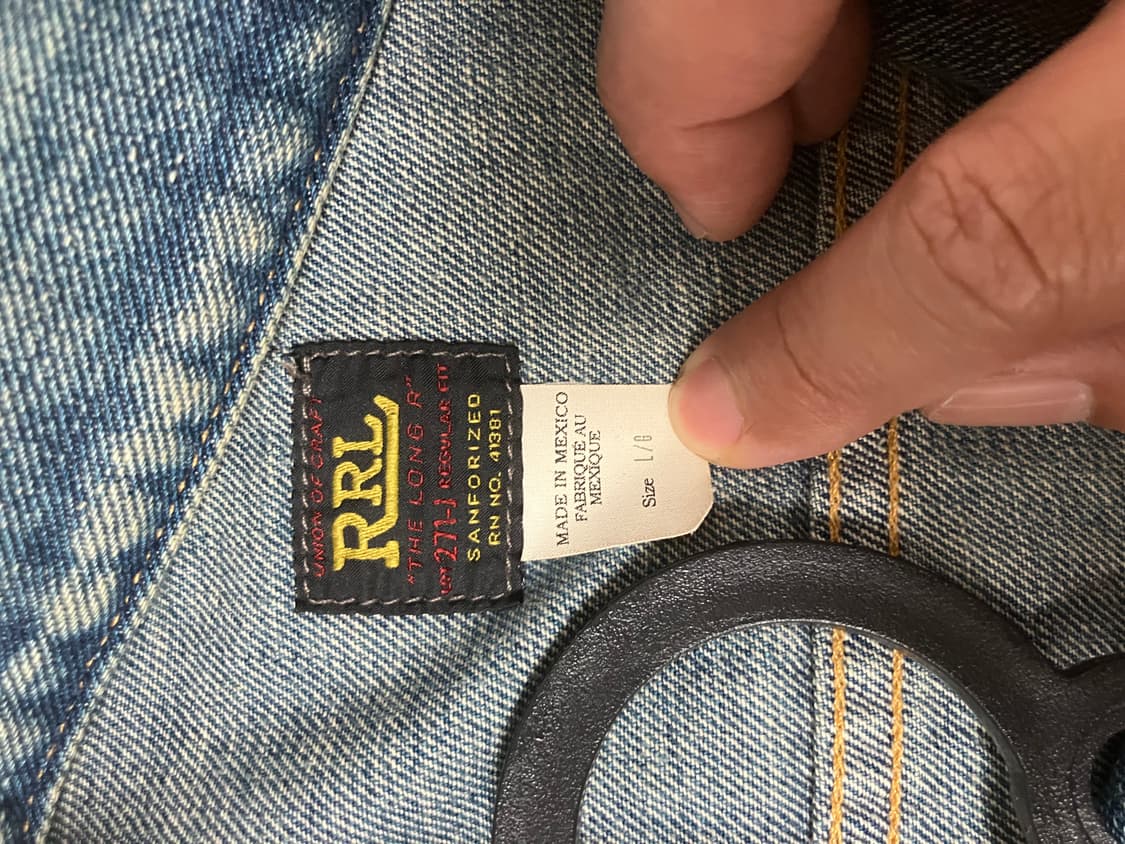 UNION OF CRAFT
RRL
"THE LONG R"
LOT 271-J REGULAR FIT
SANFORIZED
RN NO. 41381
MADE IN MEXICO
FABRIQUÉ AU
MEXIQUE
Size L/G